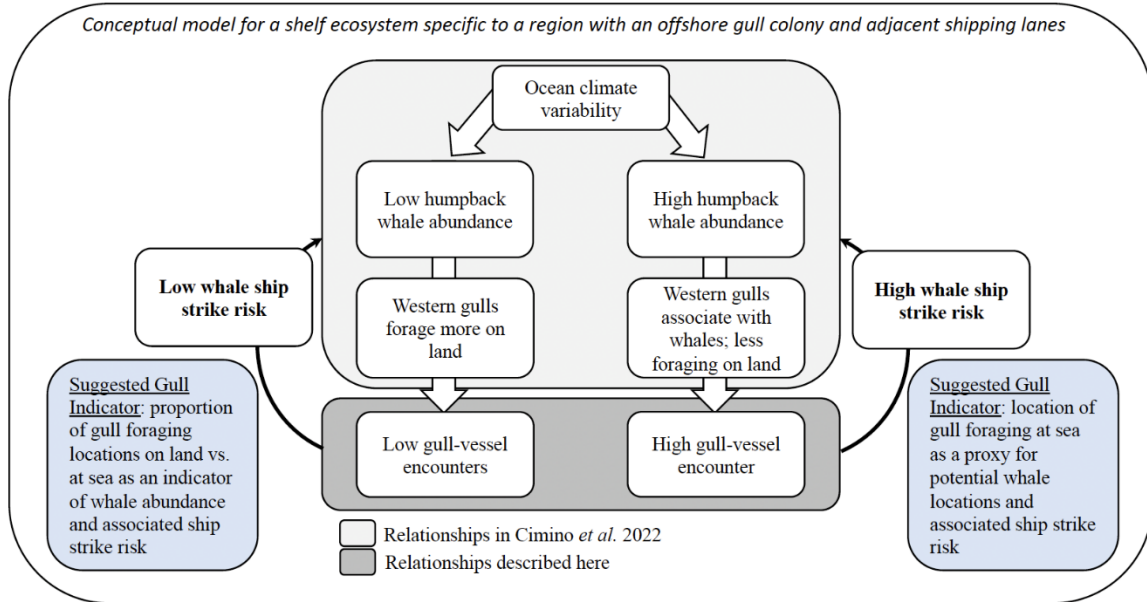 Conceptual model for a shelf ecosystem specific to a region with an offshore gull colony and adjacent shipping lanes
Ocean climate
variability
Low humpback
whale abundance
High humpback
whale abundance
Western gulls
forage more on
land
Western gulls
associate with
whales; less
foraging on land
Low whale ship
strike risk
High whale ship
strike risk
Suggested Gull
Indicator: proportion
of gull foraging
locations on land vs.
at sea as an indicator
of whale abundance
and associated ship
strike risk
Low gull-vessel
encounters
High gull-vessel
encounter
Suggested Gull
Indicator: location of
gull foraging at sea
as a proxy for
potential whale
locations and
associated ship strike
risk
Relationships in Cimino et al. 2022
Relationships described here